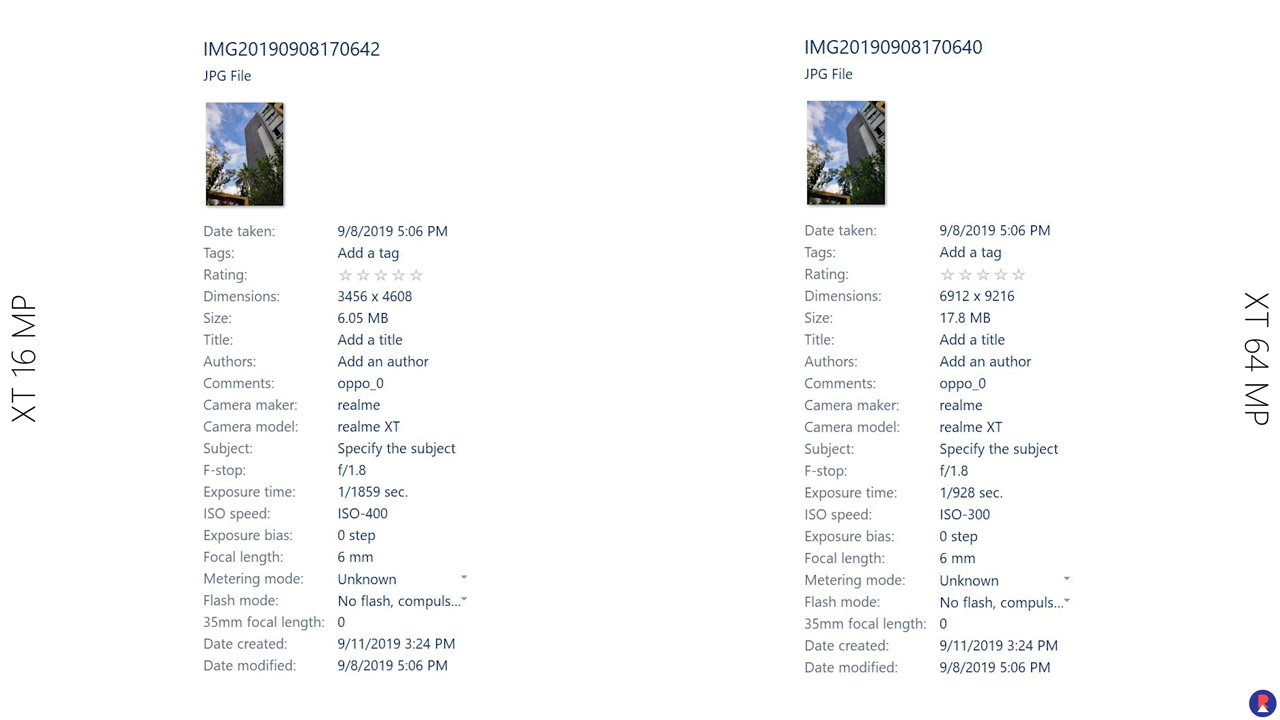 IMG20190908170642
JPG File
Date taken: 9/8/2019 5:06 PM
Tags: Add a tag
Rating: ☆ ☆ ☆ ☆ ☆
Dimensions: 3456 x 4608
Size: 6.05 MB
Title: Add a title
Authors: Add an author
Comments: oppo_0
Camera maker: realme
Camera model: realme XT
Subject: Specify the subject
F-stop: f/1.8
Exposure time: 1/1859 sec.
ISO speed: ISO-400
Exposure bias: 0 step
Focal length: 6 mm
Metering mode: Unknown
Flash mode: No flash, compuls...
35mm focal length: 0
Date created: 9/11/2019 3:24 PM
Date modified: 9/8/2019 5:06 PM
XT 16 MP
IMG20190908170640
JPG File
Date taken: 9/8/2019 5:06 PM
Tags: Add a tag
Rating: ☆ ☆ ☆ ☆ ☆
Dimensions: 6912 x 9216
Size: 17.8 MB
Title: Add a title
Authors: Add an author
Comments: oppo_0
Camera maker: realme
Camera model: realme XT
Subject: Specify the subject
F-stop: f/1.8
Exposure time: 1/928 sec.
ISO speed: ISO-300
Exposure bias: 0 step
Focal length: 6 mm
Metering mode: Unknown
Flash mode: No flash, compuls...
35mm focal length: 0
Date created: 9/11/2019 3:24 PM
Date modified: 9/8/2019 5:06 PM
XT 64 MP